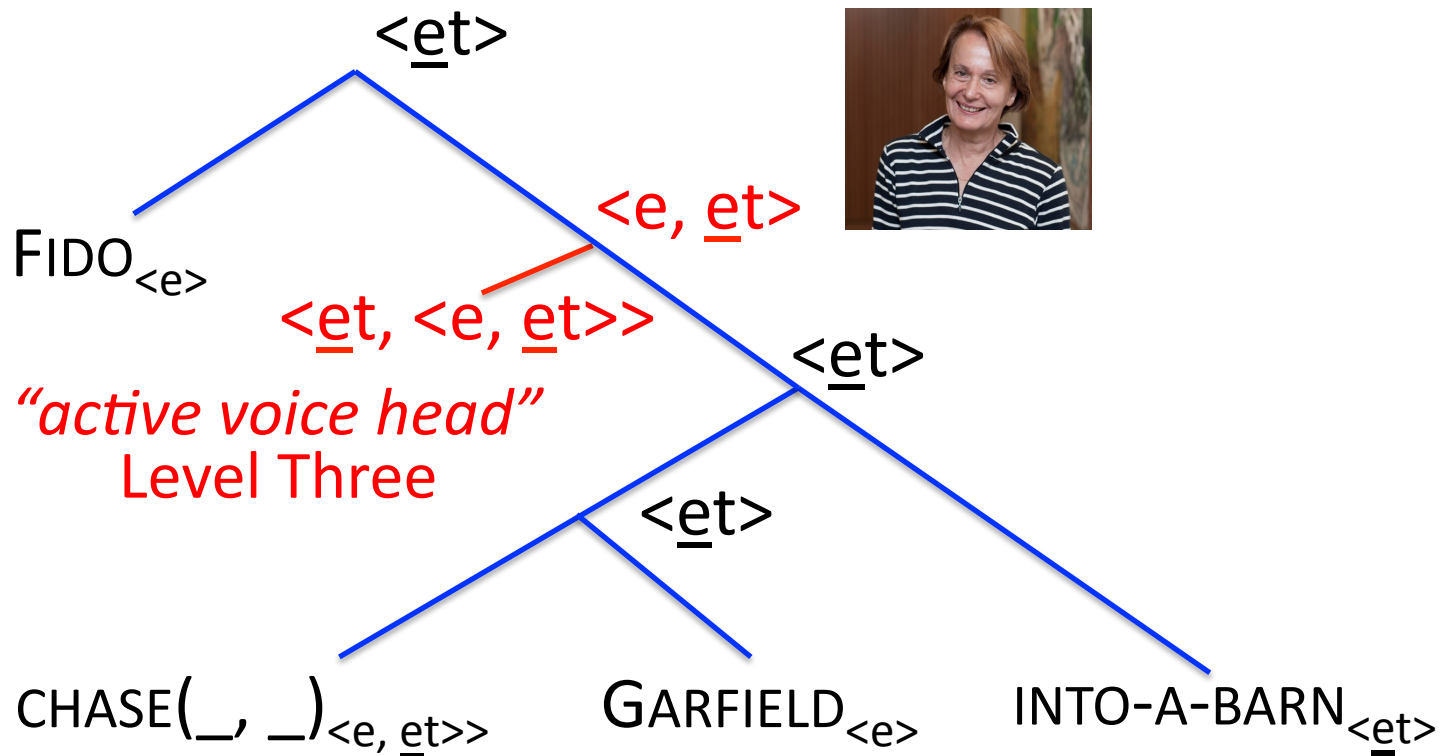 <et>
<e, et>
FIDO<e>
<et, <e, et>>
<et>
“active voice head”
Level Three
<et>
CHASE(_, _)<e, et>>
GARFIELD<e>
INTO-A-BARN<et>